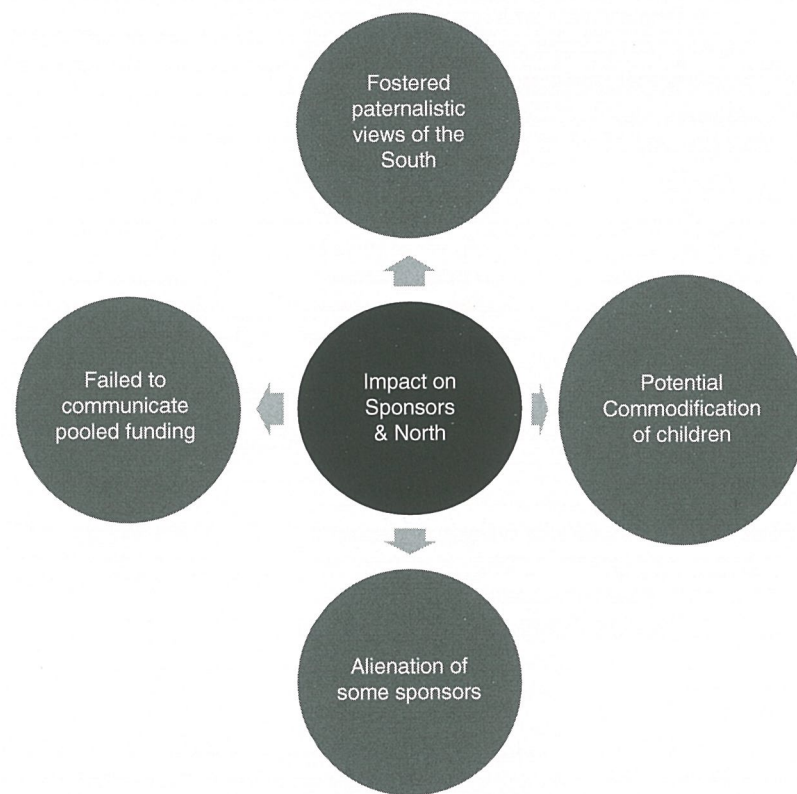 Fostered
paternalistic
views of the
South
Failed to
communicate
pooled funding
Impact on
Sponsors
& North
Potential
Commodification
of children
Alienation of
some sponsors